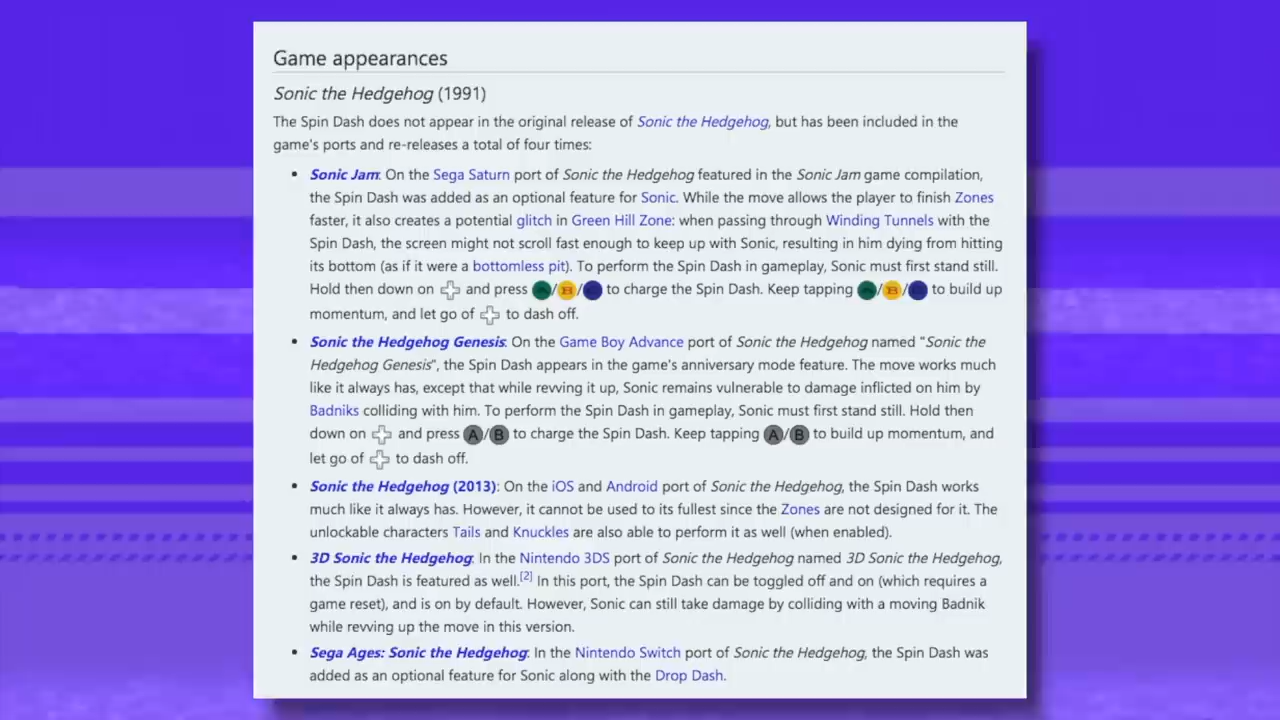 Game appearances
Sonic the Hedgehog (1991)
The Spin Dash does not appear in the original release of Sonic the Hedgehog, but has been included in the
game's ports and re-releases a total of four times:
Sonic Jam: On the Sega Saturn port of Sonic the Hedgehog featured in the Sonic Jam game compilation,
the Spin Dash was added as an optional feature for Sonic. While the move allows the player to finish Zones
faster, it also creates a potential glitch in Green Hill Zone: when passing through Winding Tunnels with the
Spin Dash, the screen might not scroll fast enough to keep up with Sonic, resulting in him dying from hitting
its bottom (as if it were a bottomless pit). To perform the Spin Dash in gameplay, Sonic must first stand still.
Hold then down on and press /B/ to charge the Spin Dash. Keep tapping /B/ to build up
momentum, and let go of to dash off.
Sonic the Hedgehog Genesis: On the Game Boy Advance port of Sonic the Hedgehog named "Sonic the
Hedgehog Genesis", the Spin Dash appears in the game's anniversary mode feature. The move works much
like it always has, except that while revving it up, Sonic remains vulnerable to damage inflicted on him by
Badniks colliding with him. To perform the Spin Dash in gameplay, Sonic must first stand still. Hold then
down on and press A/B to charge the Spin Dash. Keep tapping A/B to build up momentum, and
let go of to dash off.
Sonic the Hedgehog (2013): On the iOS and Android port of Sonic the Hedgehog, the Spin Dash works
much like it always has. However, it cannot be used to its fullest since the Zones are not designed for it. The
unlockable characters Tails and Knuckles are also able to perform it as well (when enabled).
3D Sonic the Hedgehog: In the Nintendo 3DS port of Sonic the Hedgehog named 3D Sonic the Hedgehog,
the Spin Dash is featured as well.[2] In this port, the Spin Dash can be toggled off and on (which requires a
game reset), and is on by default. However, Sonic can still take damage by colliding with a moving Badnik
while revving up the move in this version.
Sega Ages: Sonic the Hedgehog: In the Nintendo Switch port of Sonic the Hedgehog, the Spin Dash was
added as an optional feature for Sonic along with the Drop Dash.